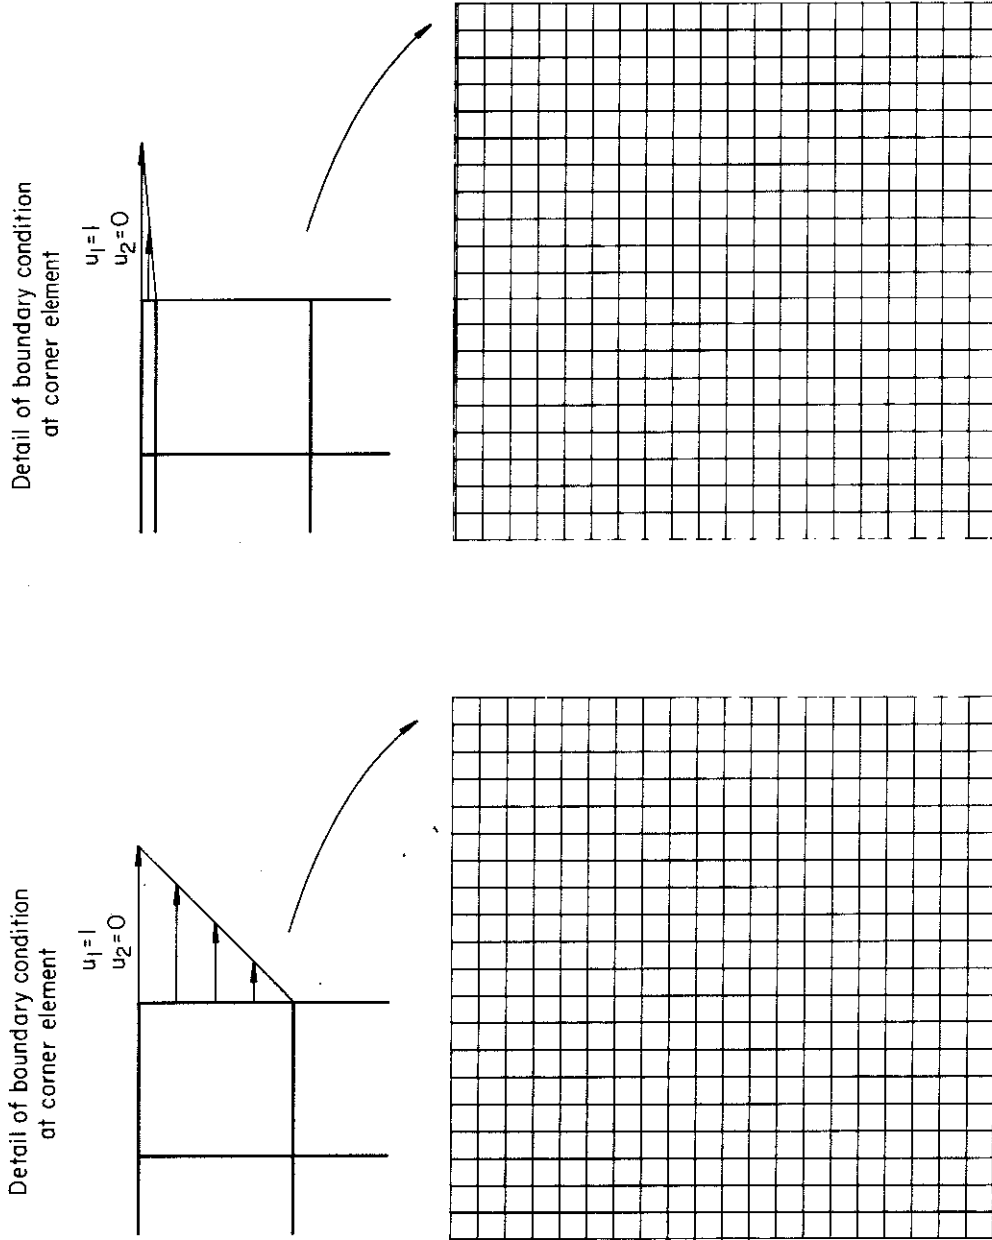 Detail of boundary condition
at corner element
u₁=1
u₂=0
Detail of boundary condition
at corner element
u₁=1
u₂=0